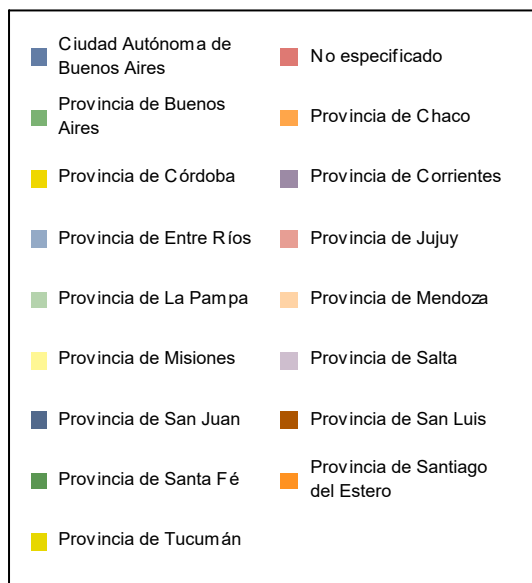 Ciudad Autónoma de
Buenos Aires
No especificado
Provincia de Buenos
Aires
Provincia de Chaco
Provincia de Córdoba
Provincia de Corrientes
Provincia de Entre Ríos
Provincia de Jujuy
Provincia de La Pampa
Provincia de Mendoza
Provincia de Misiones
Provincia de Salta
Provincia de San Juan
Provincia de San Luis
Provincia de Santa Fé
Provincia de Santiago
del Estero
Provincia de Tucumán